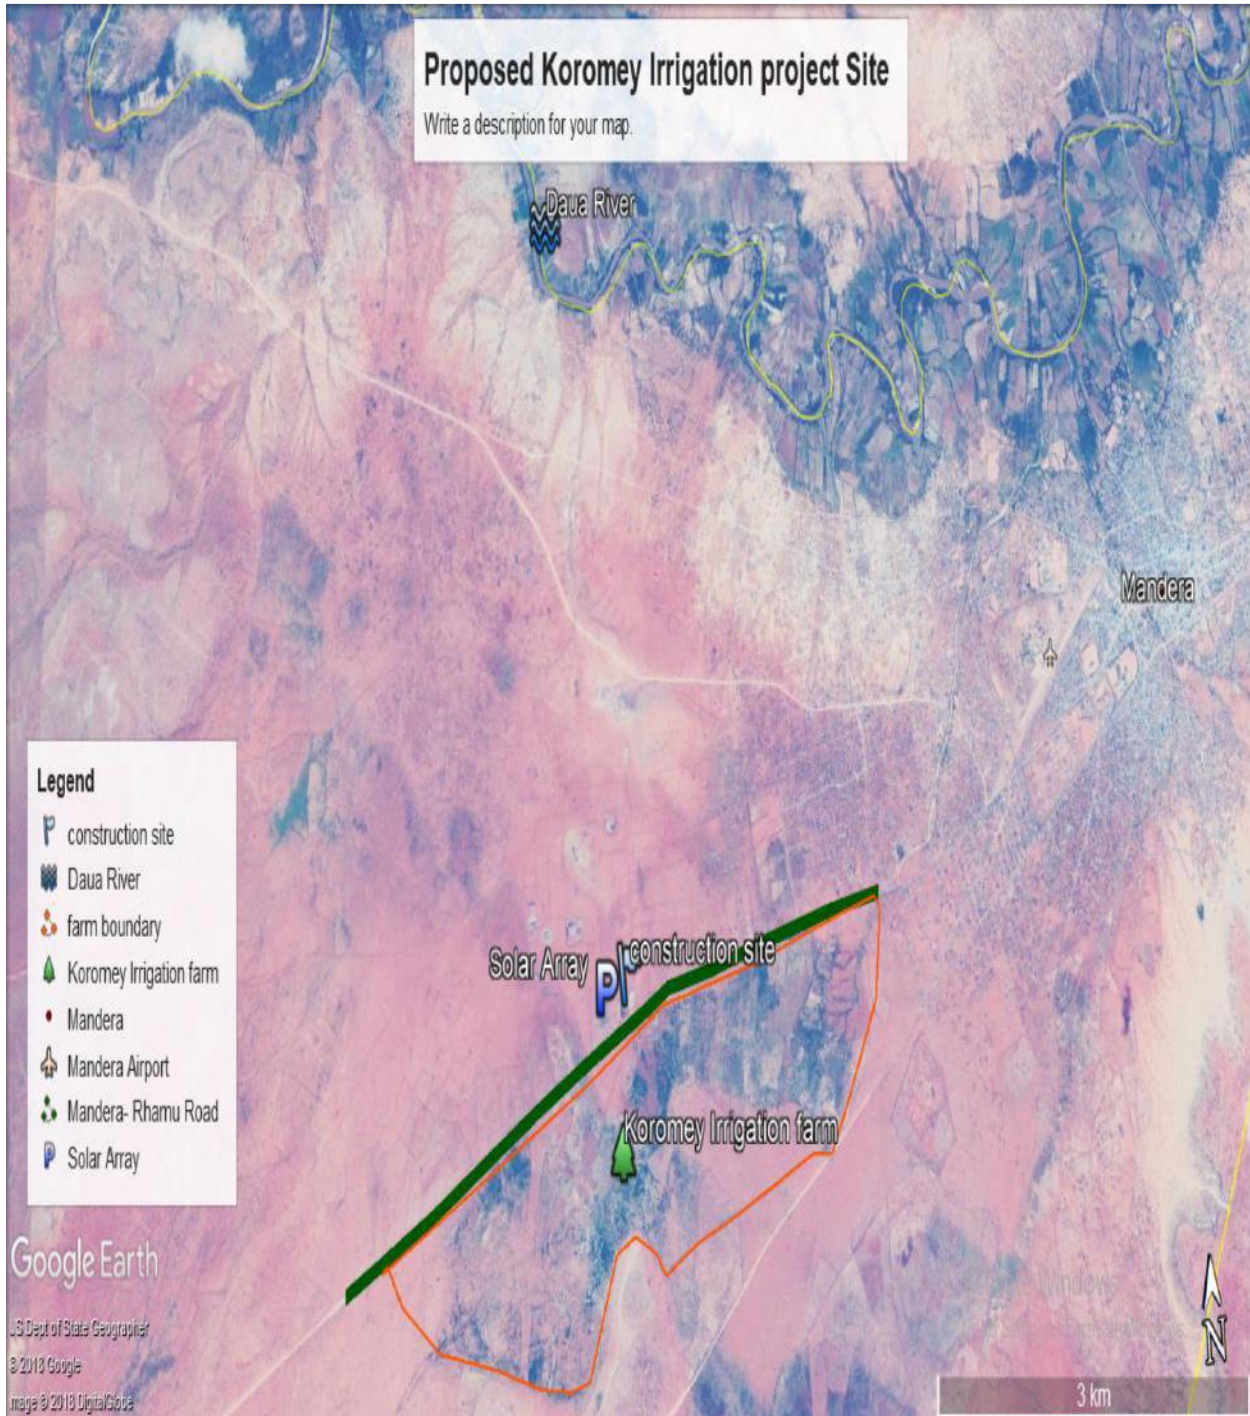 Proposed Koromey Irrigation project Site
Write a description for your map.
Daua River
Mandera
Legend
construction site
Daua River
farm boundary
Koromey Irrigation farm
Mandera
Mandera Airport
Mandera- Rhamu Road
P Solar Array
Solar Array
P
construction site
Koromey Irrigation farm
Google Earth
US Dept of State Geographer
© 2018 Google
Image © 2018 DigitalGlobe
N
3 km